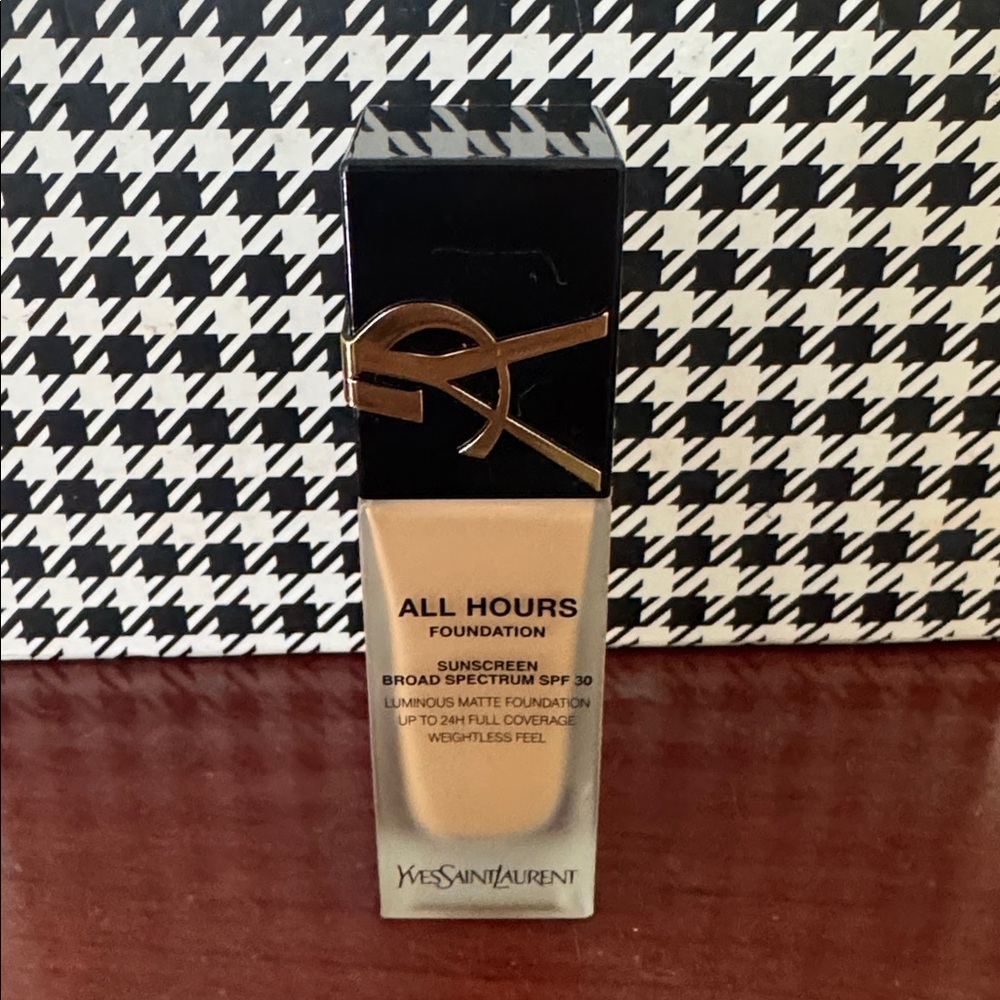 ALL HOURS
FOUNDATION
SUNSCREEN
BROAD SPECTRUM SPF 30
LUMINOUS MATTE FOUNDATION
UP TO 24H FULL COVERAGE
WEIGHTLESS FEEL
YVESSAINTLAURENT